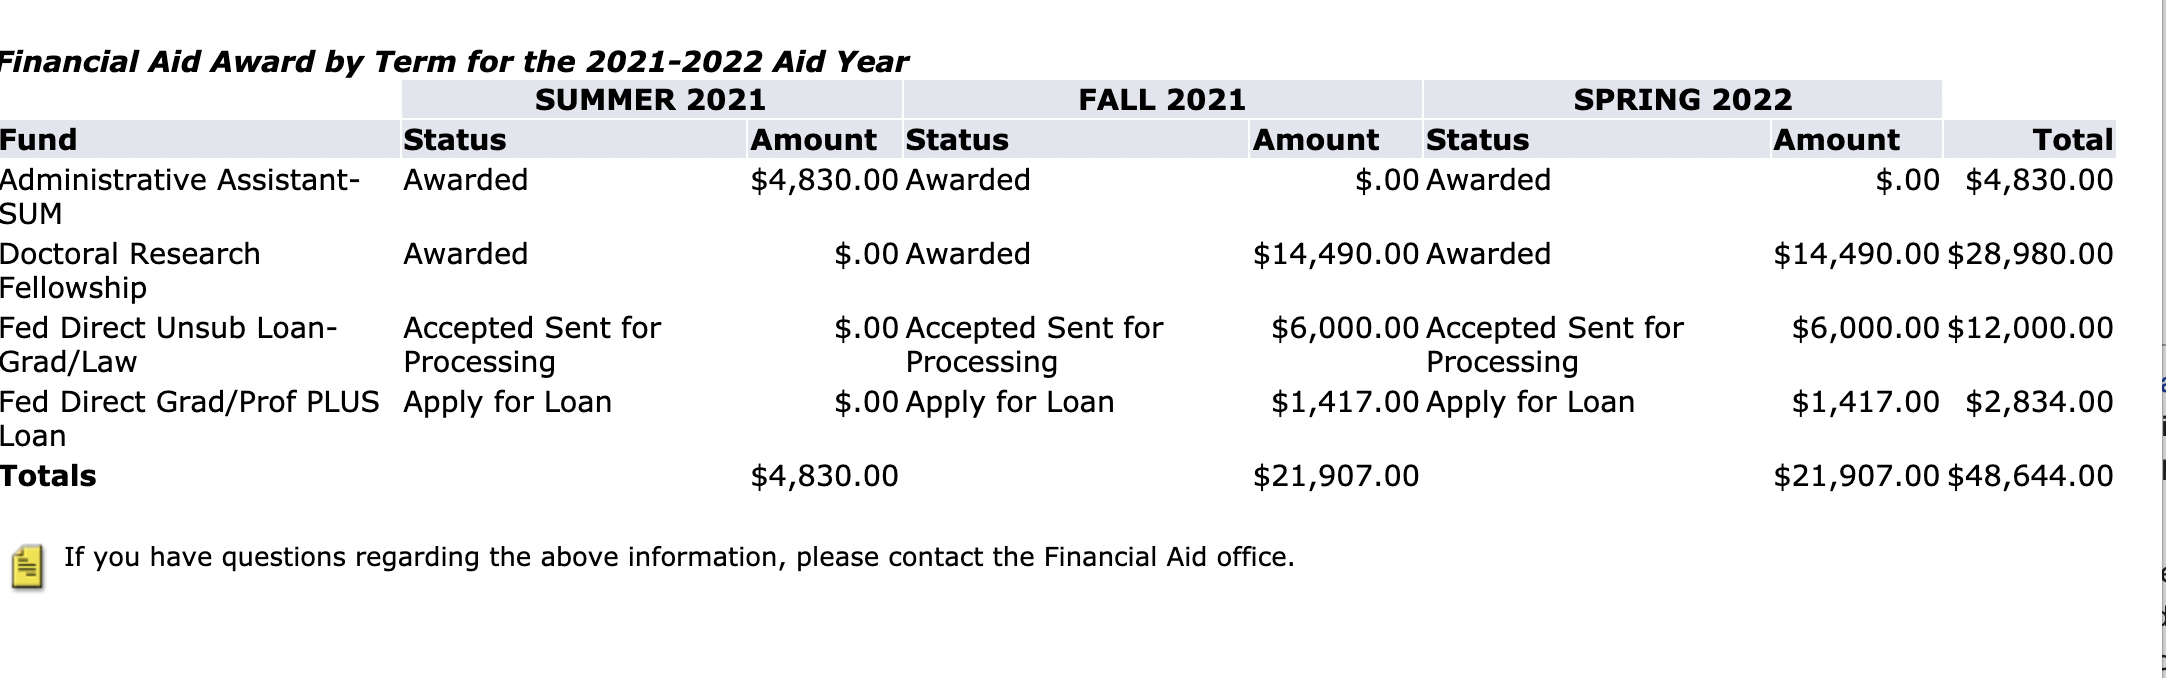 Financial Aid Award by Term for the 2021-2022 Aid Year
SUMMER 2021 FALL 2021 SPRING 2022
Fund Status Amount Status Amount Status Amount Total
Administrative Assistant- Awarded $4,830.00 Awarded $.00 Awarded $.00 $4,830.00
SUM
Doctoral Research Awarded $.00 Awarded $14,490.00 Awarded $14,490.00 $28,980.00
Fellowship
Fed Direct Unsub Loan- Accepted Sent for $.00 Accepted Sent for $6,000.00 Accepted Sent for $6,000.00 $12,000.00
Grad/Law Processing Processing Processing
Fed Direct Grad/Prof PLUS Apply for Loan $.00 Apply for Loan $1,417.00 Apply for Loan $1,417.00 $2,834.00
Loan
Totals $4,830.00 $21,907.00 $21,907.00 $48,644.00
If you have questions regarding the above information, please contact the Financial Aid office.